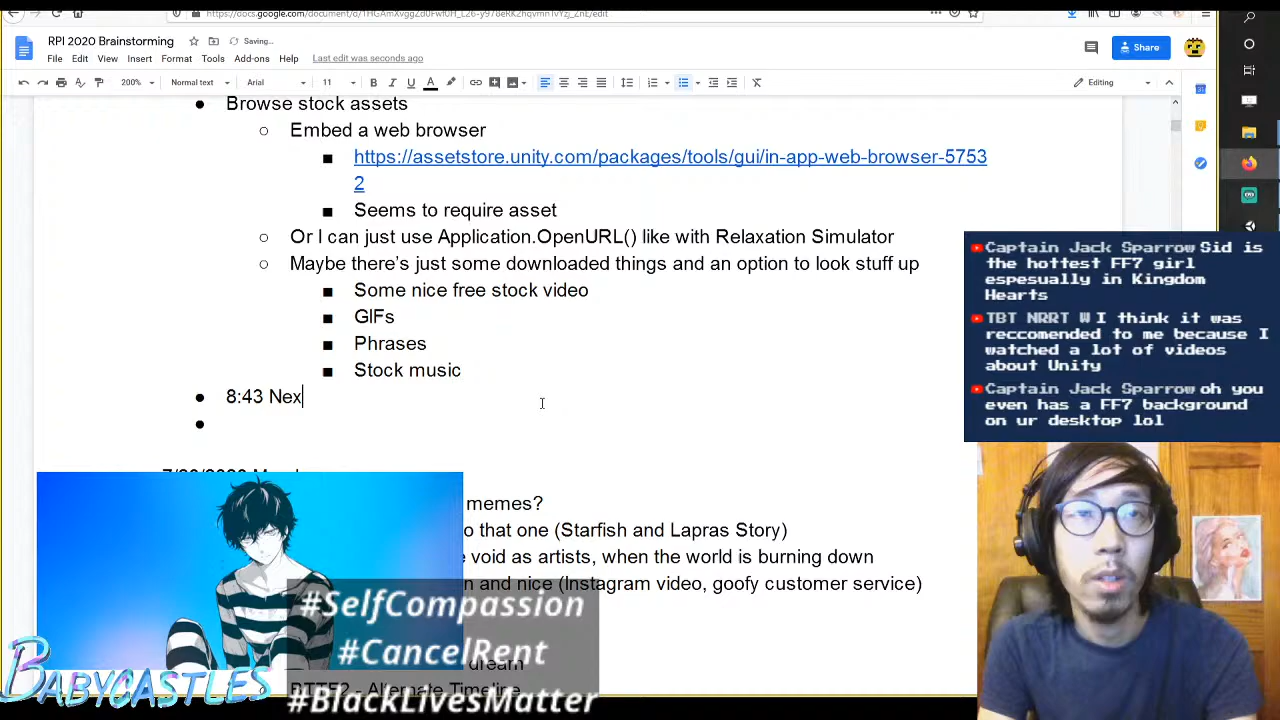 RPI 2020 Brainstorming
Saving...
File Edit View Insert Format Tools Add-ons Help Last edit was seconds ago
Share
200% Normal text Arial 11
Editing
Browse stock assets
Embed a web browser
https://assetstore.unity.com/packages/tools/gui/in-app-web-browser-5753
2
Seems to require asset
Or I can just use Application.OpenURL() like with Relaxation Simulator
Maybe there's just some downloaded things and an option to look stuff up
Some nice free stock video
GIFs
Phrases
Stock music
8:43 Nex
memes?
o that one (Starfish and Lapras Story)
void as artists, when the world is burning down
n and nice (Instagram video, goofy customer service)
dream
BTTF2 - Alternate Timeline
#SelfCompassion
#CancelRent
#BlackLivesMatter
BABYCASTLES
Captain Jack Sparrow Sid is
the hottest FF7 girl
espesually in Kingdom
Hearts
TBT NRRT W I think it was
reccomended to me because I
watched a lot of videos
about Unity
Captain Jack Sparrow oh you
even has a FF7 background
on ur desktop lol